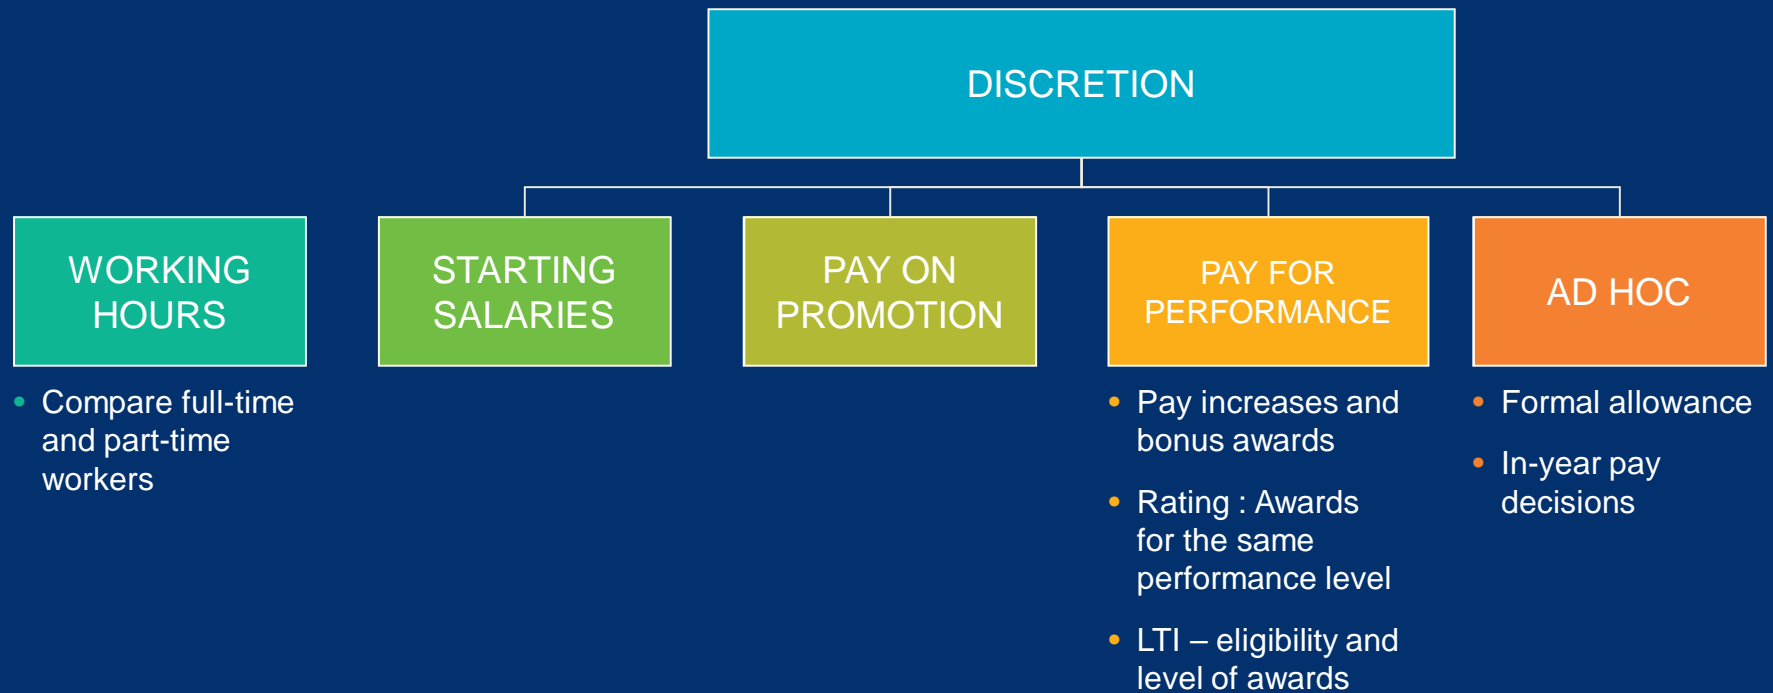 DISCRETION
WORKING
HOURS
STARTING
SALARIES
PAY ON
PROMOTION
PAY FOR
PERFORMANCE
AD HOC
• Compare full-time
and part-time
workers
• Pay increases and
bonus awards
• Rating : Awards
for the same
performance level
• LTI – eligibility and
level of awards
• Formal allowance
• In-year pay
decisions